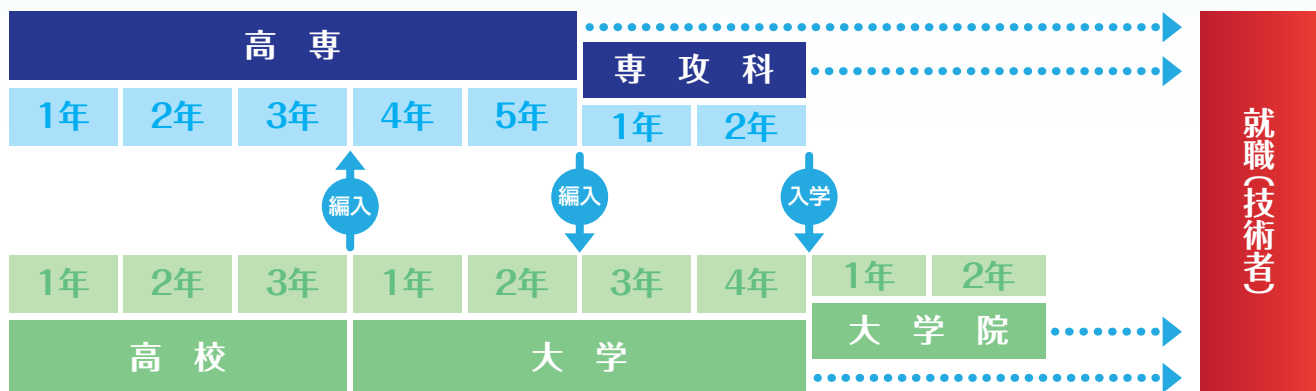 高専
専攻科
1年 2年 3年 4年 5年 1年 2年
編入 編入 入学
1年 2年 3年 1年 2年 3年 4年 1年 2年
高校 大学 大学院
就職(技術者)